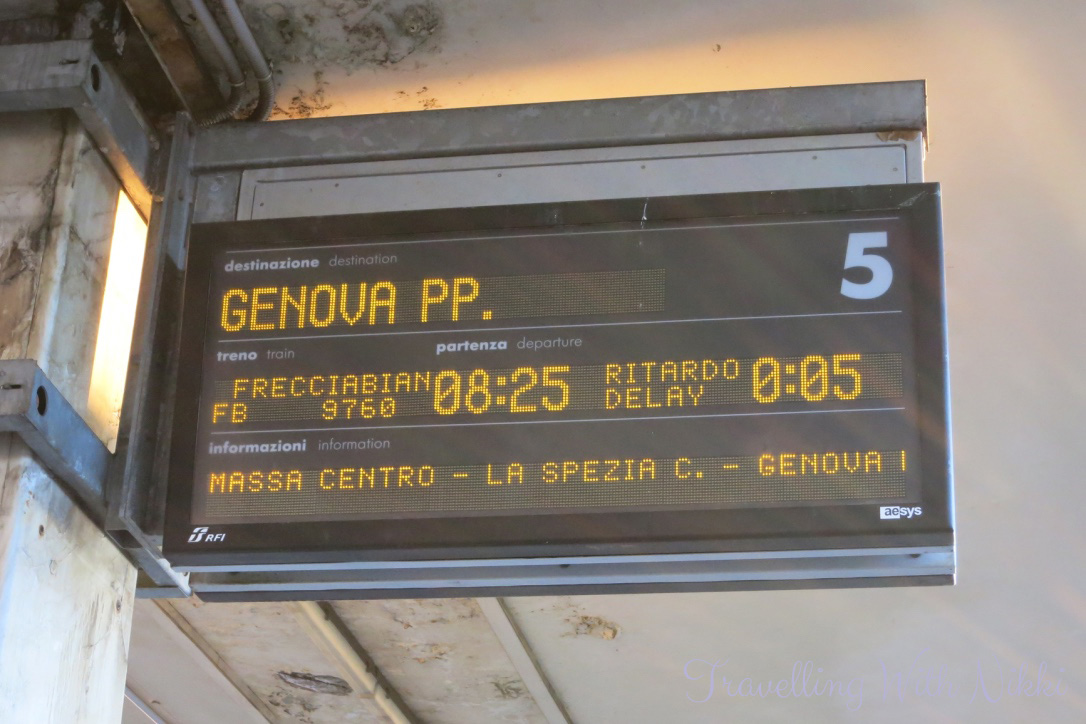 destinazione destination
5
GENOVA PP.
treno train partenza departure
FRECCIABIAN 08:25 RITARDO 0:05
FB 9760 DELAY
informazioni information
MASSA CENTRO - LA SPEZIA C. - GENOVA
RFI
aesys
Travelling With Nikki